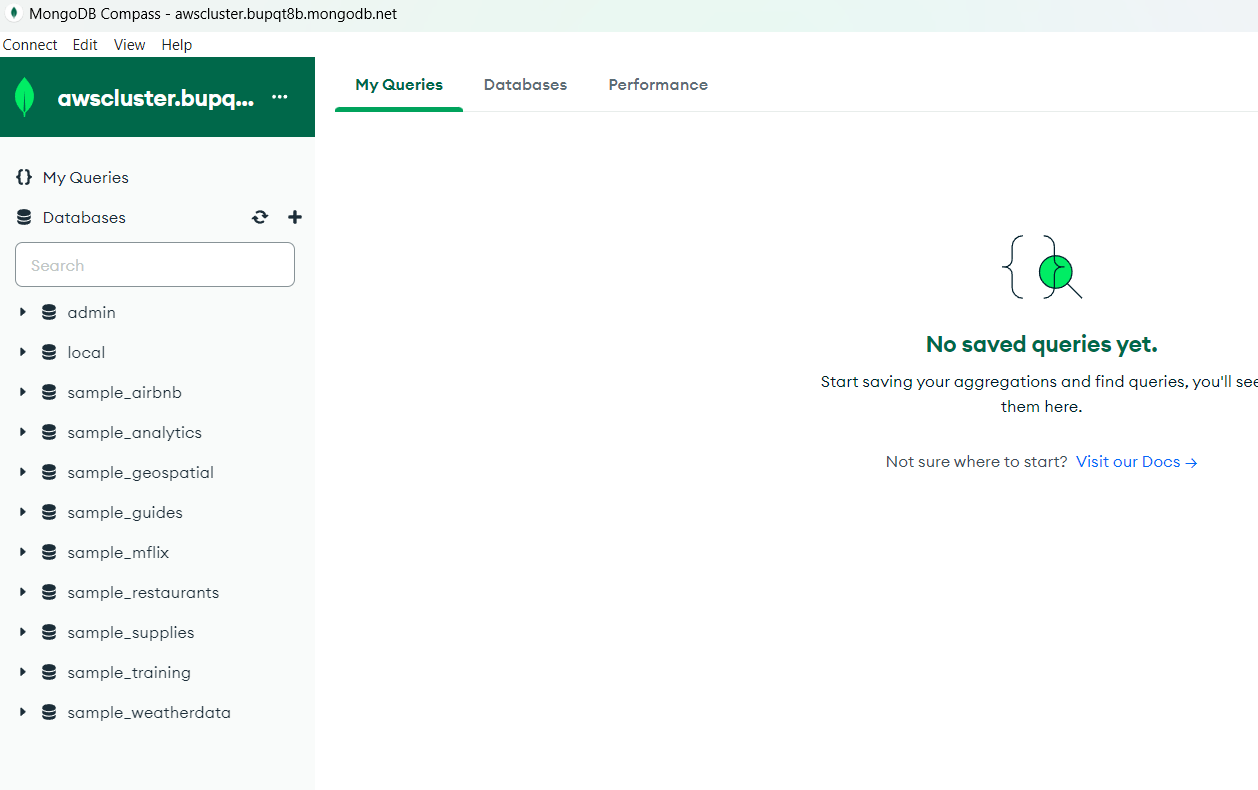 MongoDB Compass - awscluster.bupqt8b.mongodb.net
Connect Edit View Help
awscluster.bupq... ...
My Queries Databases Performance
{} My Queries
Databases
Search
admin
local
sample_airbnb
sample_analytics
sample_geospatial
sample_guides
sample_mflix
sample_restaurants
sample_supplies
sample_training
sample_weatherdata
No saved queries yet.
Start saving your aggregations and find queries, you'll see
them here.
Not sure where to start? Visit our Docs →